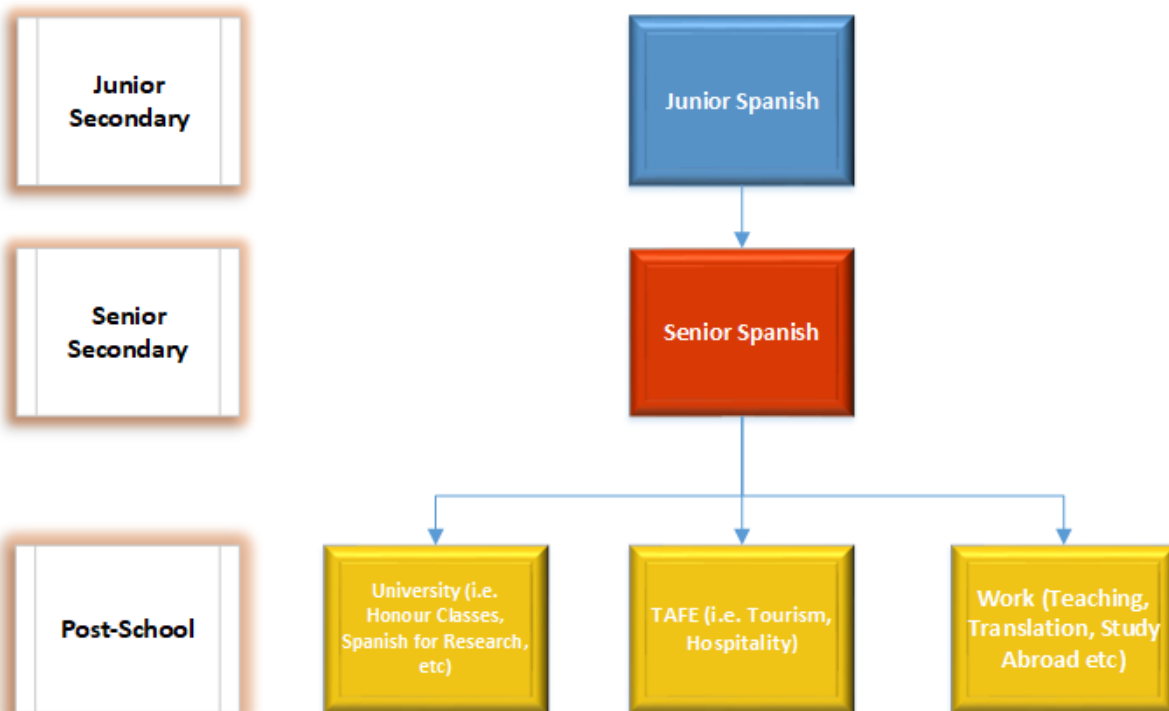 Junior
Secondary
Junior Spanish
Senior
Secondary
Senior Spanish
Post-School
University (i.e.
Honour Classes,
Spanish for Research,
etc)
TAFE (i.e. Tourism,
Hospitality)
Work (Teaching,
Translation, Study
Abroad etc)